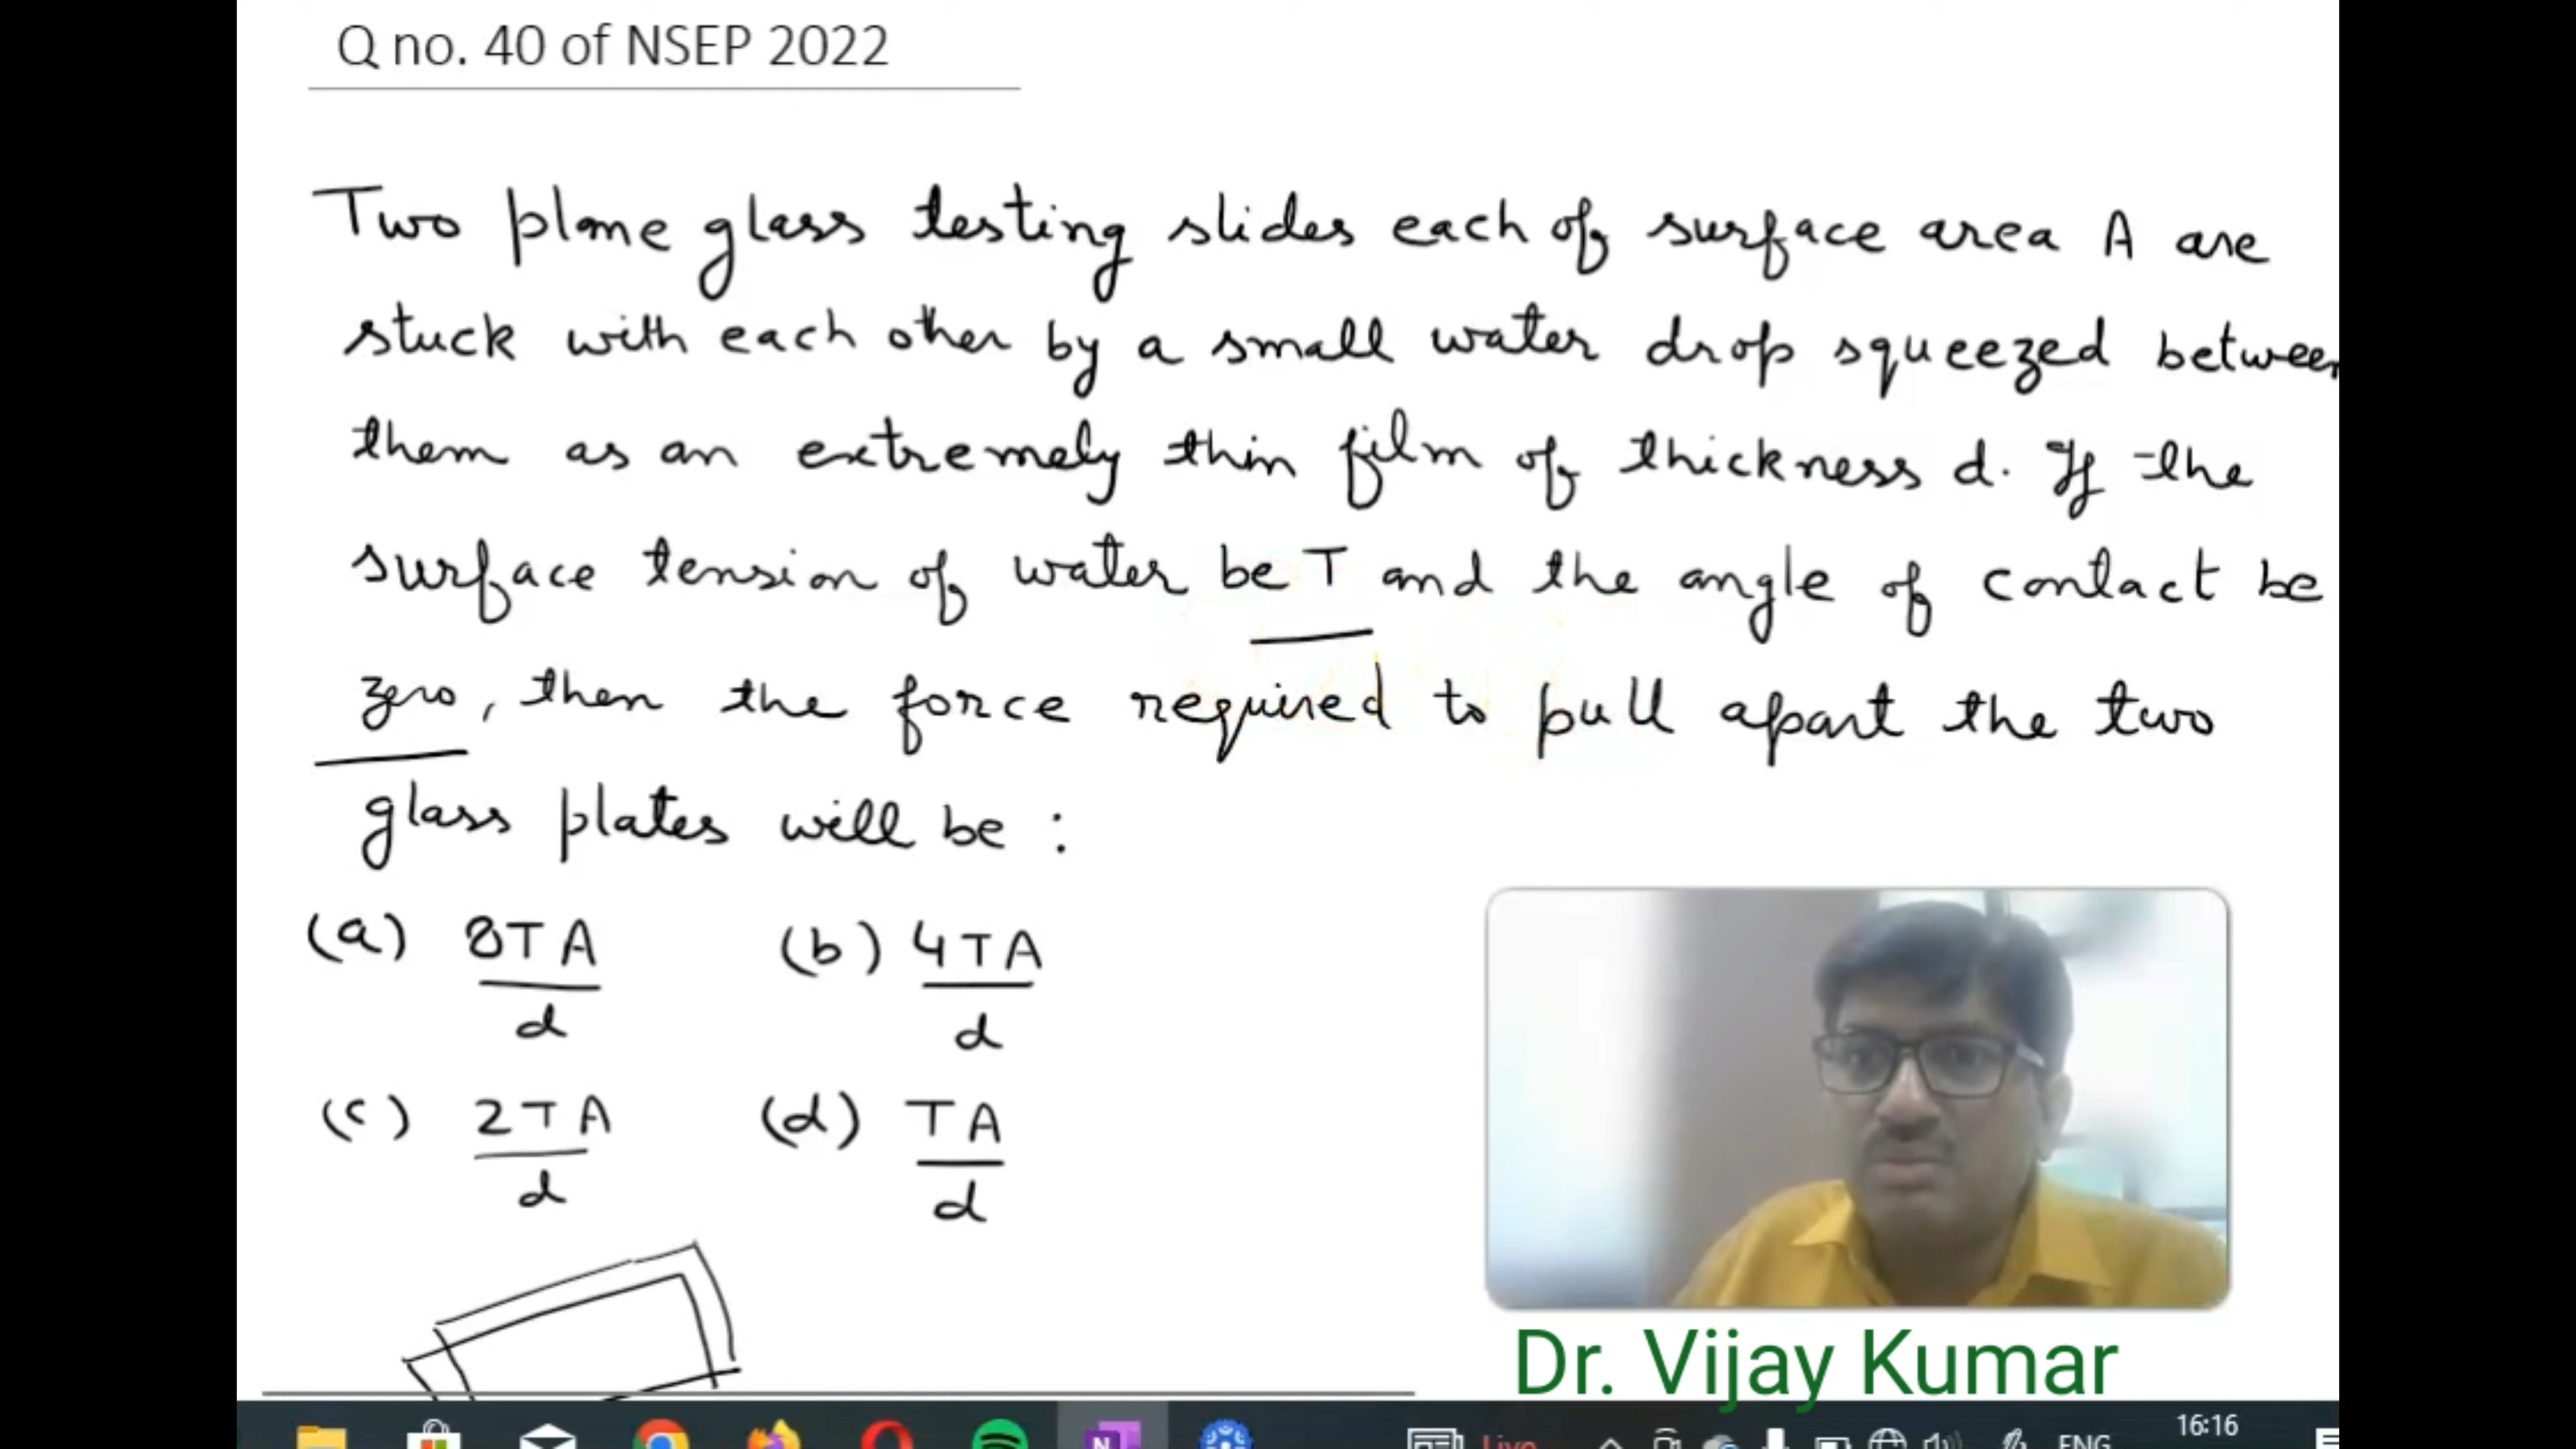 Q no. 40 of NSEP 2022
Two plane glass testing slides each of surface area A are
stuck with each other by a small water drop squeezed between
them as an extremely thin film of thickness d. If the
surface tension of water be T and the angle of contact be
zero, then the force required to pull apart the two
glass plates will be :
(a) 8TA/d (b) 4TA/d
(c) 2TA/d (d) TA/d
Dr. Vijay Kumar
16:16
Live
ENG